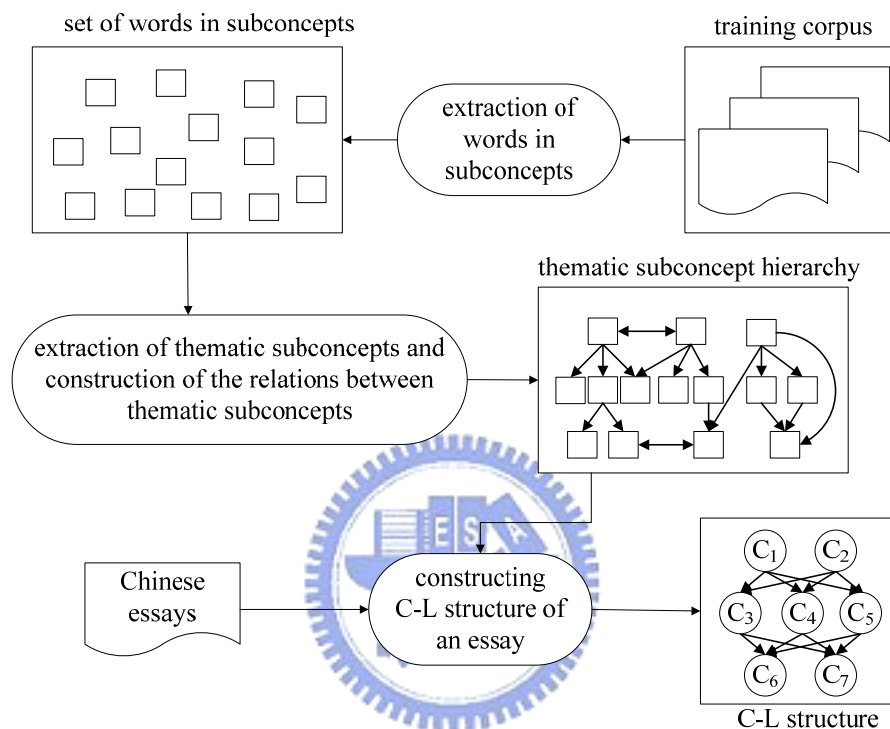 set of words in subconcepts
training corpus
extraction of
words in
subconcepts
thematic subconcept hierarchy
extraction of thematic subconcepts and
construction of the relations between
thematic subconcepts
E S A
Chinese
essays
constructing
C-L structure of
an essay
C1 C2
C3 C4 C5
C6 C7
C-L structure